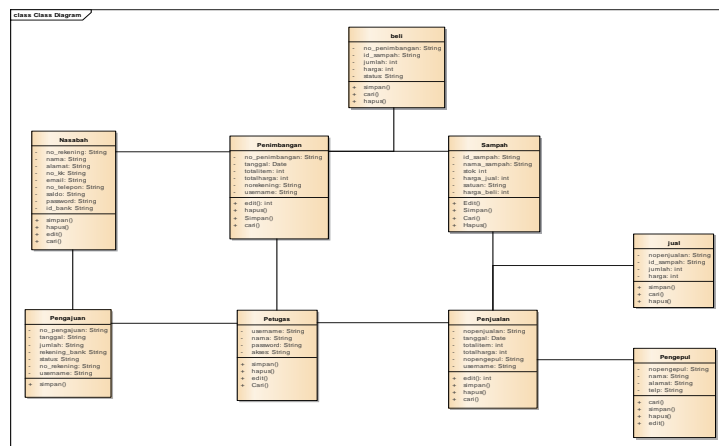 class Class Diagram
beli
- no_penimbangan: String
- id_sampah: String
- jumlah: int
- harga: int
- status: String
+ simpan()
+ cari()
+ hapus()
Nasabah
- no_rekening: String
- nama: String
- alamat: String
- no_kk: String
- email: String
- no_telepon: String
- saldo: String
- password: String
- id_bank: String
+ simpan()
+ hapus()
+ edit()
+ cari()
Penimbangan
- no_penimbangan: String
- tanggal: Date
- totalitem: int
- totalharga: int
- norekening: String
- username: String
+ edit(): int
+ hapus()
+ Simpan()
+ cari()
Sampah
- id_sampah: String
- nama_sampah: String
- stok: int
- harga_jual: int
- satuan: String
- harga_beli: int
+ Edit()
+ Simpan()
+ Cari()
+ Hapus()
jual
- nopenjualan: String
- id_sampah: String
- jumlah: int
- harga: int
+ simpan()
+ cari()
+ hapus()
Pengajuan
- no_pengajuan: String
- tanggal: String
- jumlah: String
- rekening_bank: String
- status: String
- no_rekening: String
- username: String
+ simpan()
Petugas
- username: String
- nama: String
- password: String
- akses: String
+ simpan()
+ hapus()
+ edit()
+ Cari()
Penjualan
- nopenjualan: String
- tanggal: Date
- totalitem: int
- totalharga: int
- nopengepul: String
- username: String
+ edit(): int
+ simpan()
+ hapus()
+ cari()
Pengepul
- nopengepul: String
- nama: String
- alamat: String
- telp: String
+ cari()
+ simpan()
+ hapus()
+ edit()